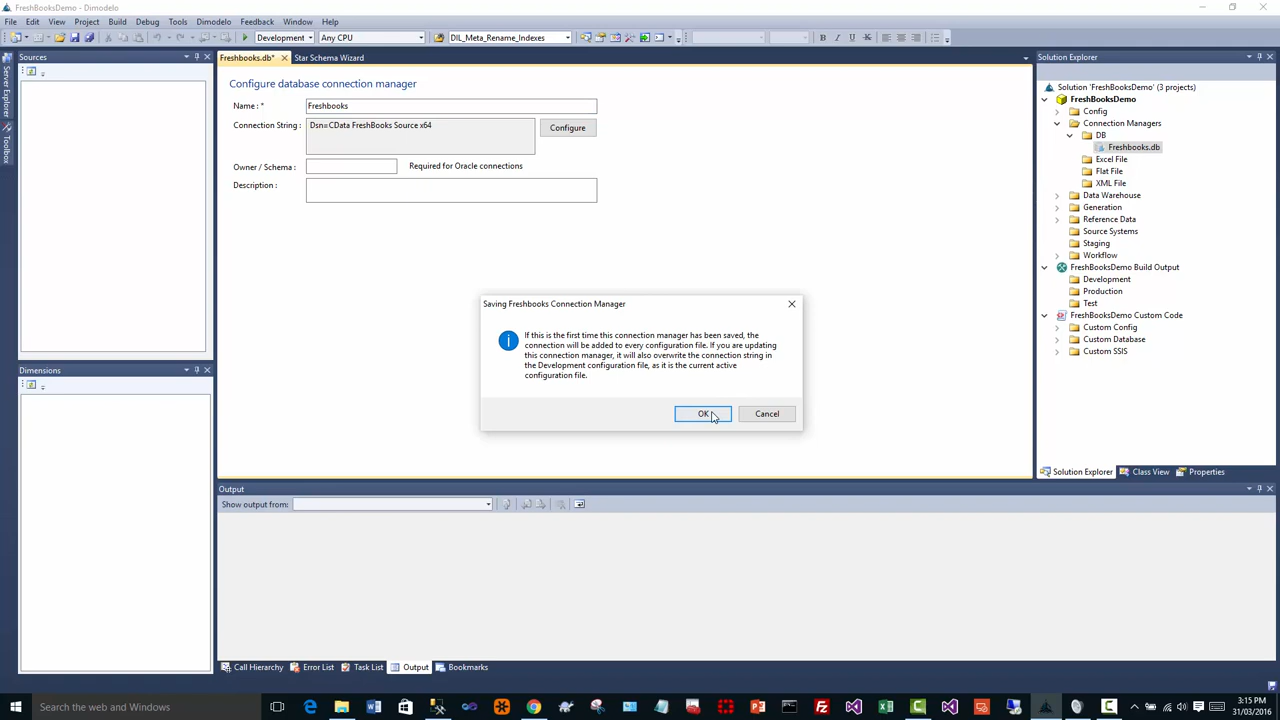 FreshBooksDemo - Dimodelo
File Edit View Project Build Debug Tools Dimodelo Feedback Window Help
Development Any CPU DIL_Meta_Rename_Indexes
Sources
Freshbooks.db* Star Schema Wizard
Configure database connection manager
Name : * Freshbooks
Connection String : Dsn=CData FreshBooks Source x64 Configure
Owner / Schema : Required for Oracle connections
Description :
Server Explorer
Toolbox
Saving Freshbooks Connection Manager
If this is the first time this connection manager has been saved, the
connection will be added to every configuration file. If you are updating
this connection manager, it will also overwrite the connection string in
the Development configuration file, as it is the current active
configuration file.
OK Cancel
Solution Explorer
Solution 'FreshBooksDemo' (3 projects)
FreshBooksDemo
Config
Connection Managers
DB
Freshbooks.db
Excel File
Flat File
XML File
Data Warehouse
Generation
Reference Data
Source Systems
Staging
Workflow
FreshBooksDemo Build Output
Development
Production
Test
FreshBooksDemo Custom Code
Custom Config
Custom Database
Custom SSIS
Solution Explorer Class View Properties
Dimensions
Output
Show output from:
Call Hierarchy Error List Task List Output Bookmarks
Search the web and Windows
3:15 PM
31/03/2016